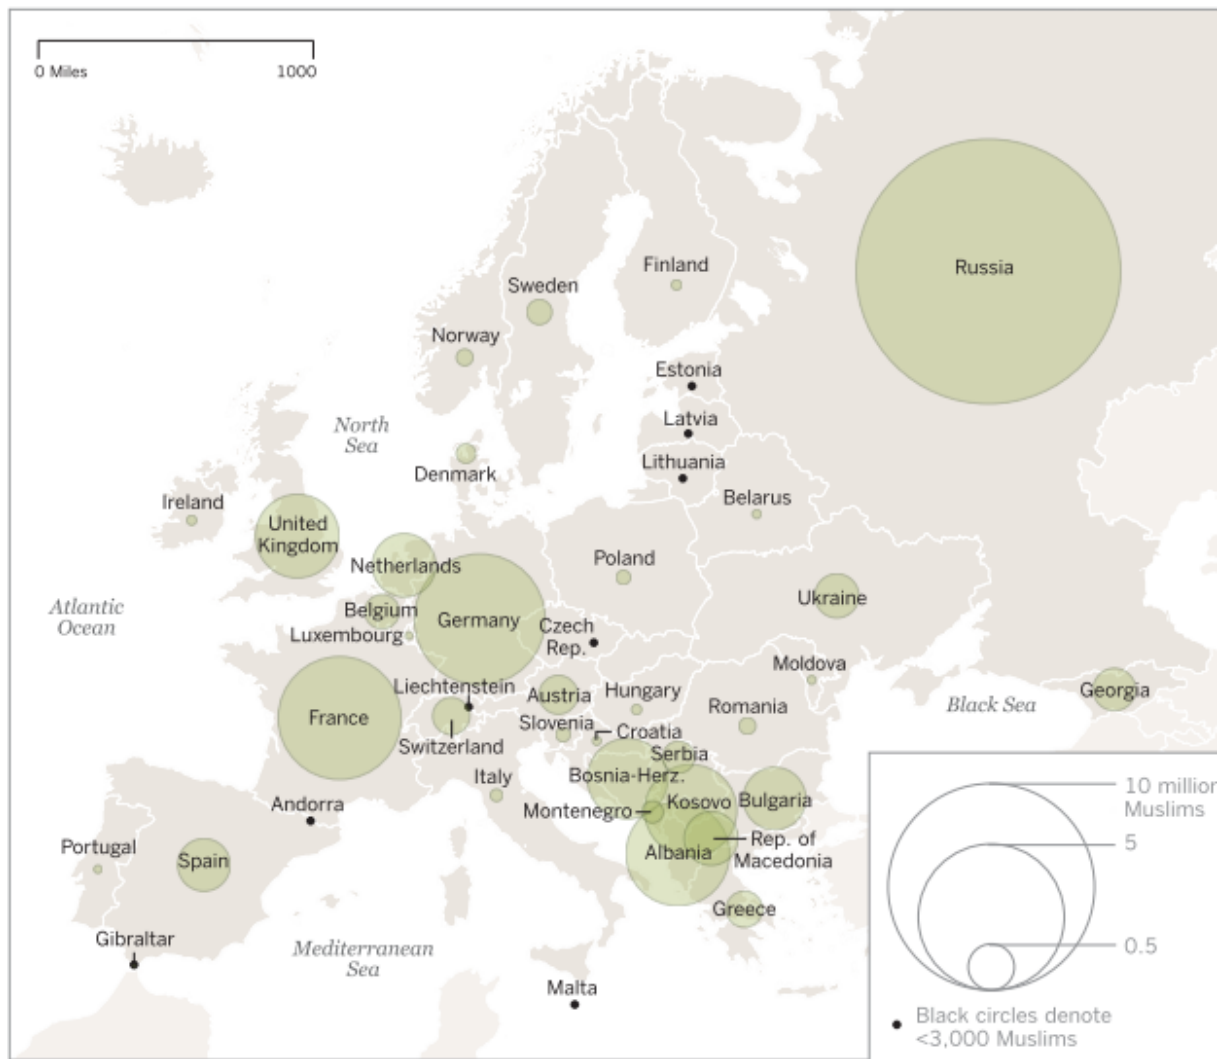 0 Miles 1000
Finland
Russia
Sweden
Norway
Estonia
North
Sea
Latvia
Denmark
Lithuania
Ireland
Belarus
United
Kingdom
Netherlands
Poland
Ukraine
Atlantic
Ocean
Belgium
Germany
Luxembourg
Czech
Rep.
Moldova
Liechtenstein
Austria
Hungary
Georgia
France
Romania
Black Sea
Slovenia
Croatia
Switzerland
Serbia
Italy
Bosnia-Herz.
Andorra
Montenegro
Kosovo
Bulgaria
Portugal
Spain
Albania
Rep. of
Macedonia
Greece
Gibraltar
Mediterranean
Sea
Malta
10 million
Muslims
5
0.5
Black circles denote
<3,000 Muslims